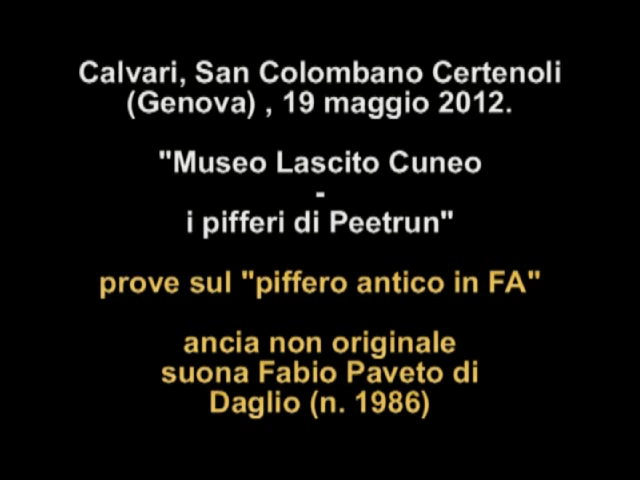 Calvari, San Colombano Certenoli
(Genova) , 19 maggio 2012.
"Museo Lascito Cuneo
-
i pifferi di Peetrun"
prove sul "piffero antico in FA"
ancia non originale
suona Fabio Paveto di
Daglio (n. 1986)